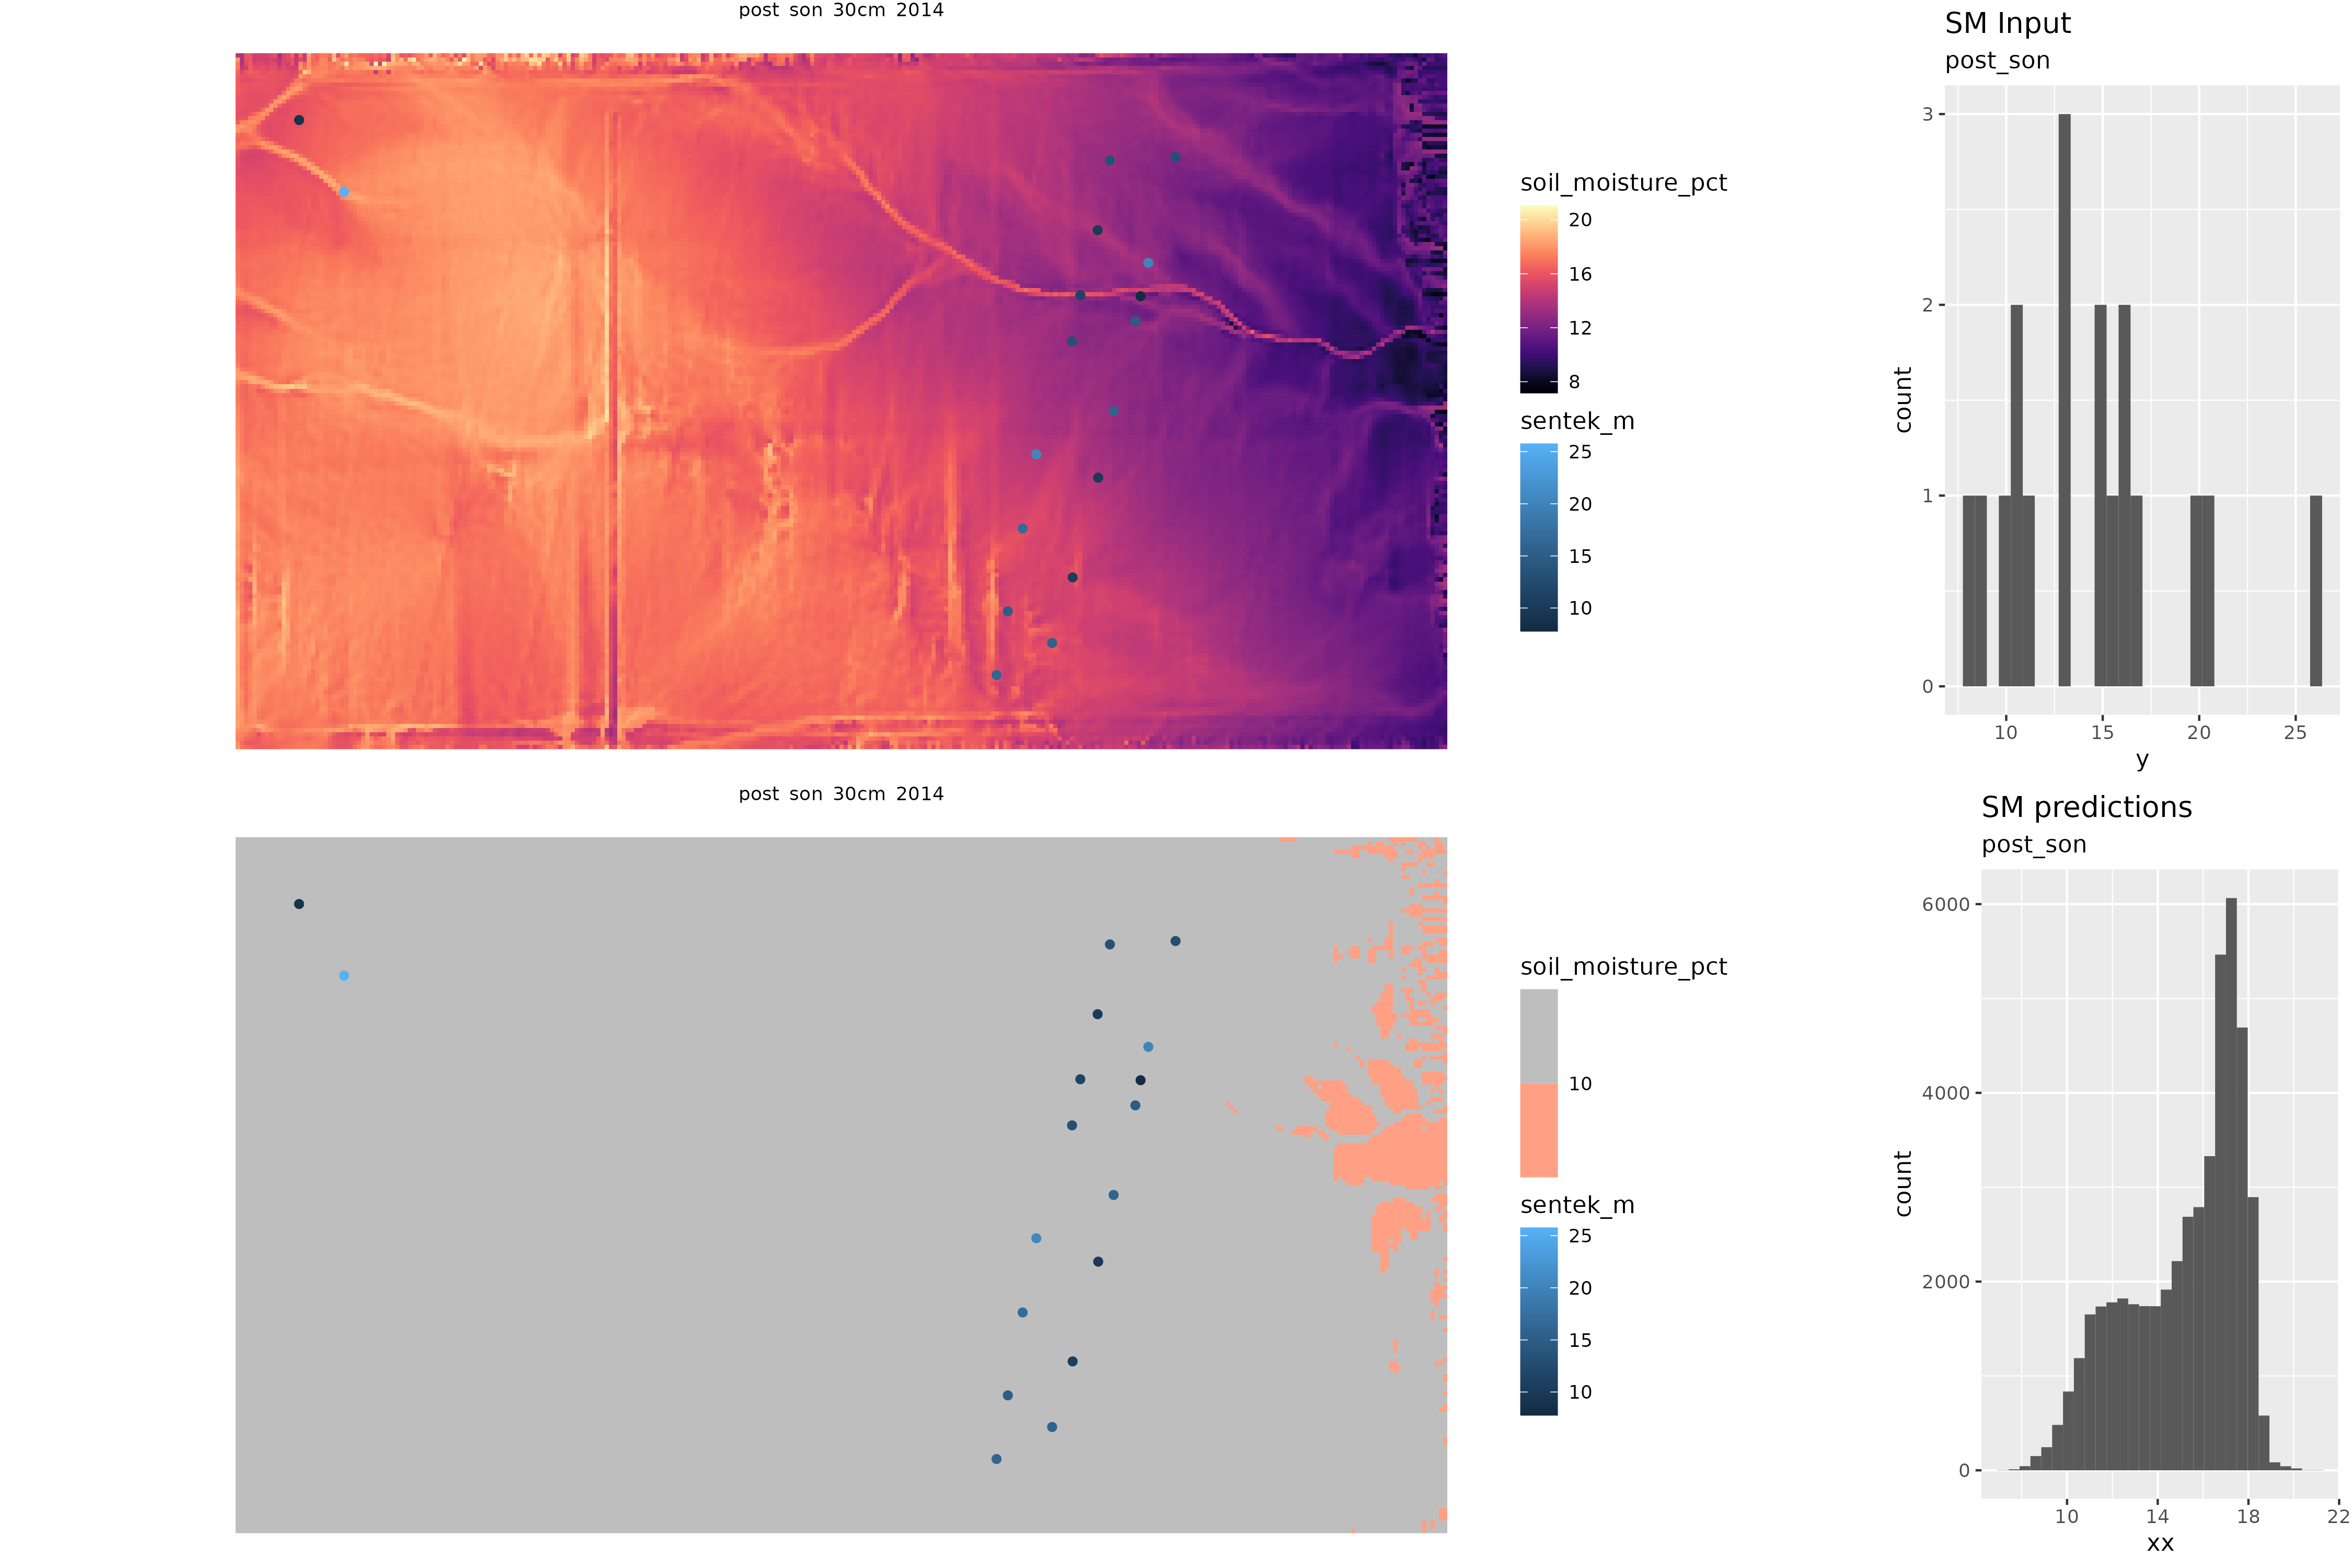 post son 30cm 2014
soil_moisture_pct
20
16
12
8
sentek_m
25
20
15
10
SM Input
post_son
3
2
1
0
count
10 15 20 25
y
post son 30cm 2014
soil_moisture_pct
10
sentek_m
25
20
15
10
SM predictions
post_son
6000
4000
2000
0
count
10 14 18 22
xx